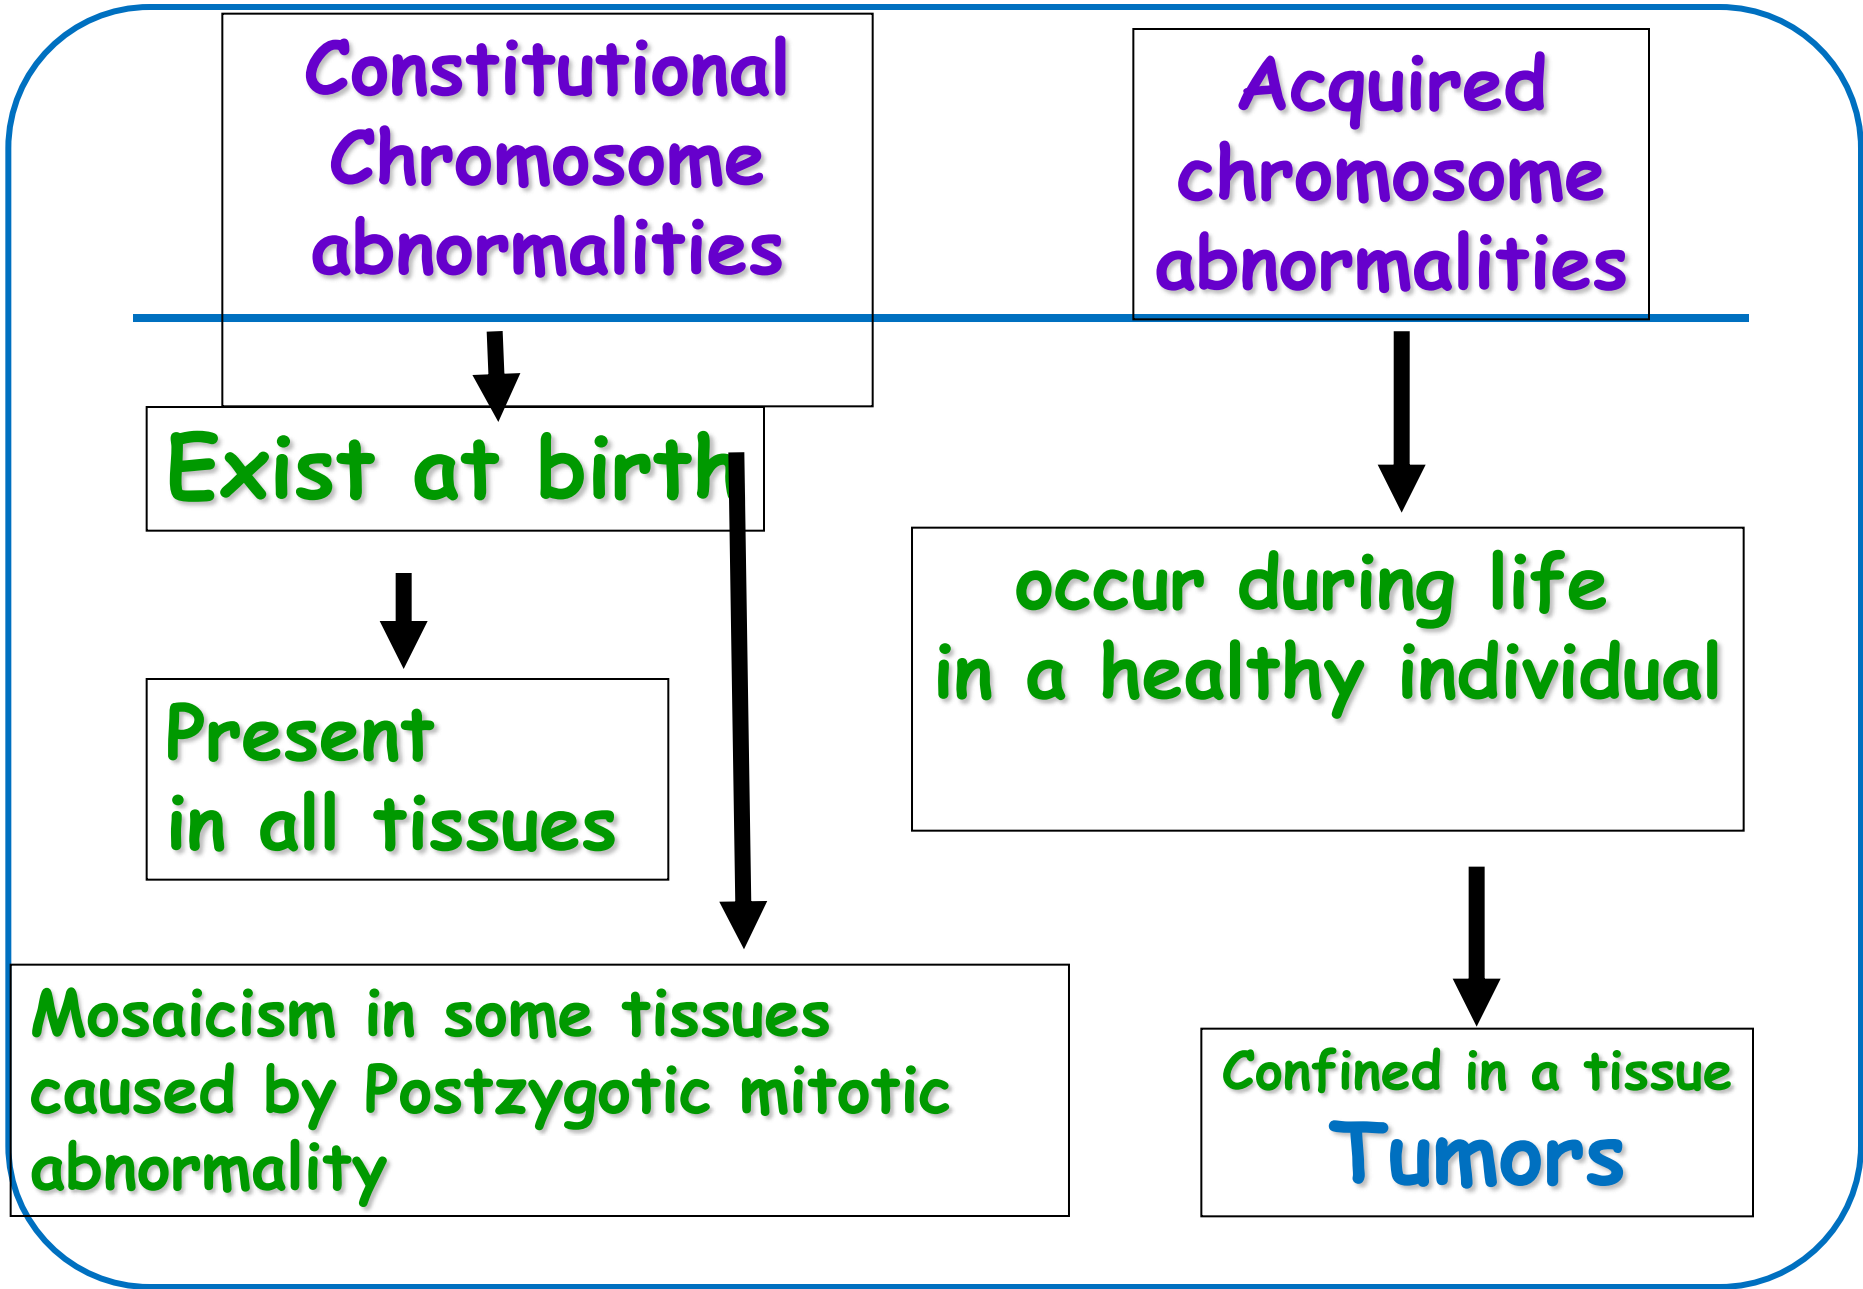 Constitutional
Chromosome
abnormalities
Exist at birth
Present
in all tissues
Mosaicism in some tissues
caused by Postzygotic mitotic
abnormality
Acquired
chromosome
abnormalities
occur during life
in a healthy individual
Confined in a tissue
Tumors